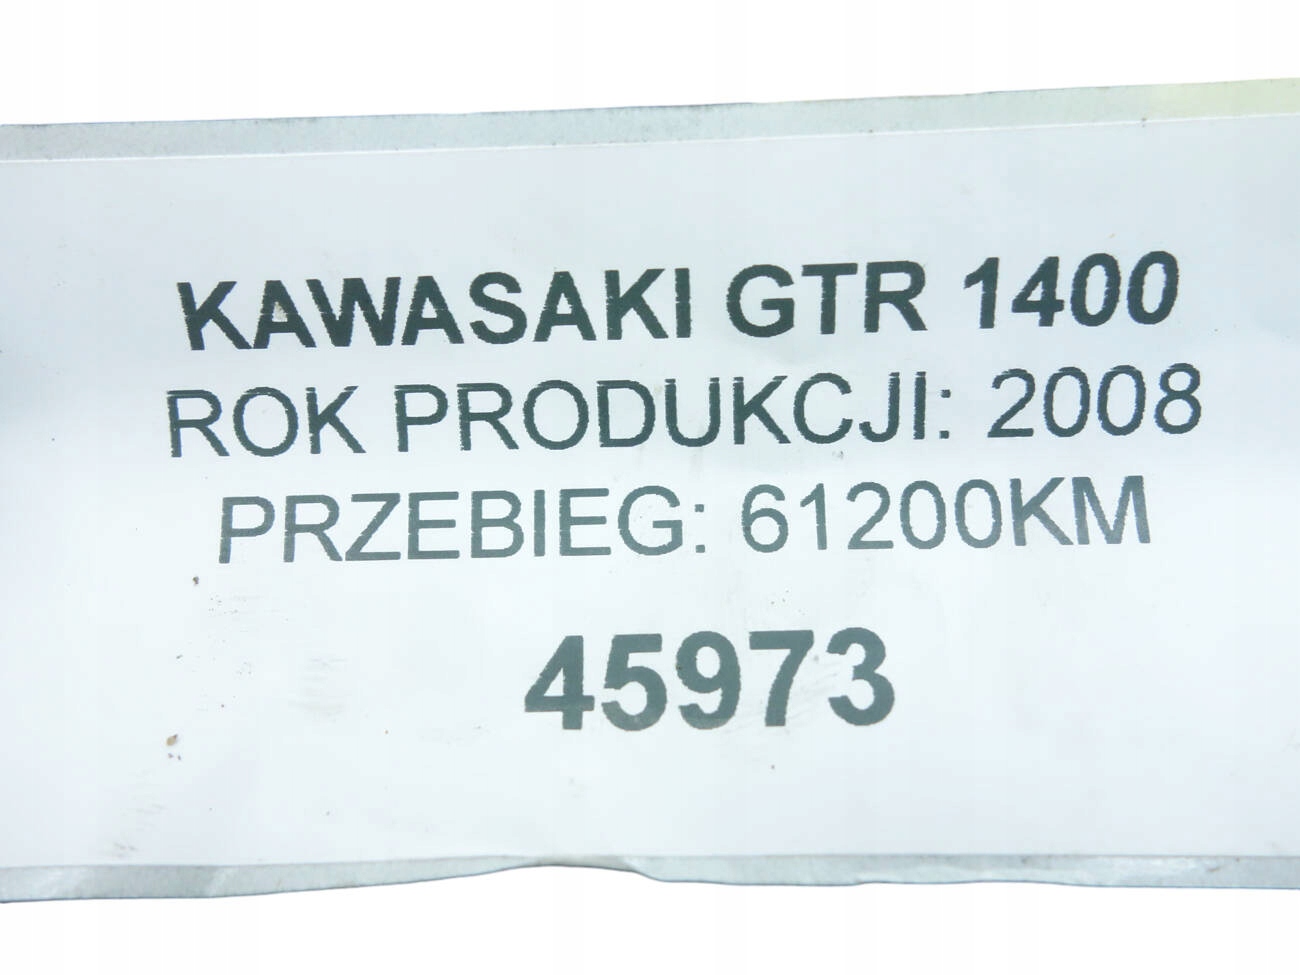 KAWASAKI GTR 1400
ROK PRODUKCJI: 2008
PRZEBIEG: 61200KM
45973